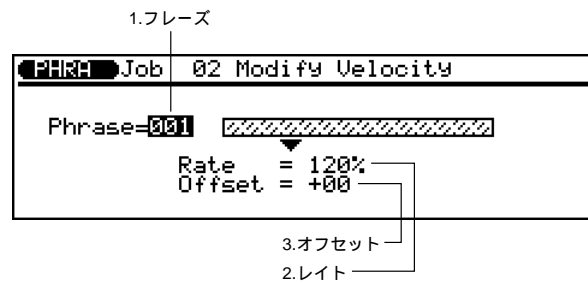 1.フレーズ
PHRA Job 02 Modify Velocity
Phrase=001
Rate = 120%
Offset = +00
3.オフセット
2.レイト